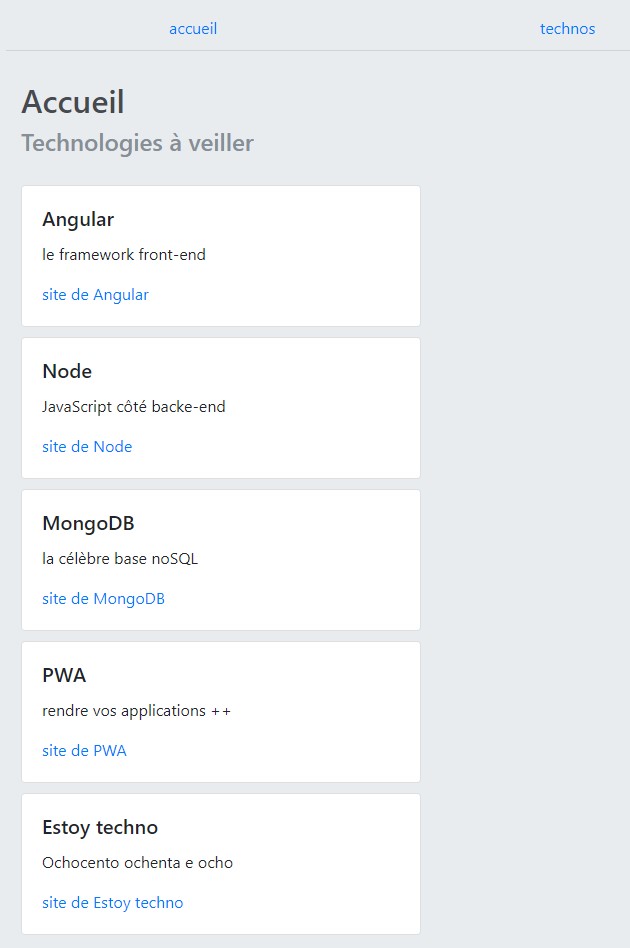 accueil technos
Accueil
Technologies à veiller
Angular
le framework front-end
site de Angular
Node
JavaScript côté backe-end
site de Node
MongoDB
la célèbre base noSQL
site de MongoDB
PWA
rendre vos applications ++
site de PWA
Estoy techno
Ochocento ochenta e ocho
site de Estoy techno